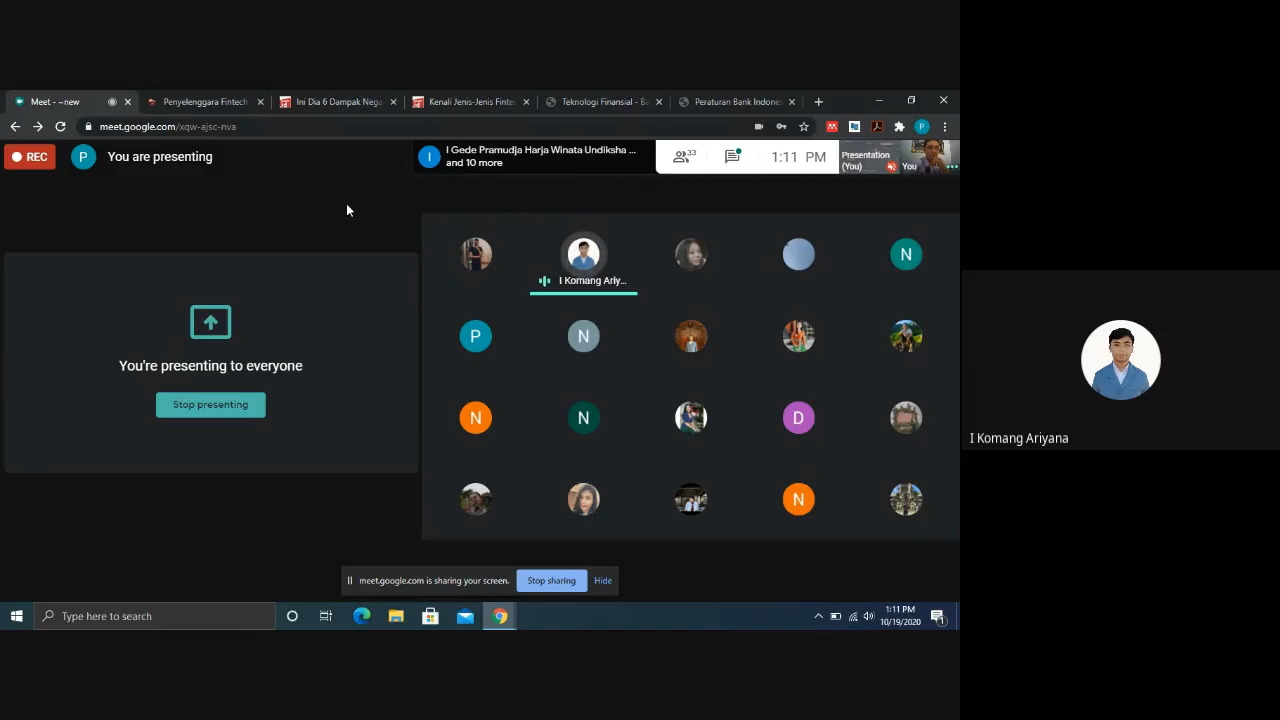 Meet - ~new
Penyelenggara Fintech
Ini Dia 6 Dampak Nega
Kenali Jenis-Jenis Finte
Teknologi Finansial - Ba
Peraturan Bank Indones
meet.google.com/xqw-ajsc-nva
P
REC
P
You are presenting
I
I Gede Pramudja Harja Winata Undiksha ...
and 10 more
33
1:11 PM
Presentation
(You)
You
N
I Komang Ariy...
P
N
You're presenting to everyone
Stop presenting
N
N
D
I Komang Ariyana
N
meet.google.com is sharing your screen.
Stop sharing
Hide
Type here to search
1:11 PM
10/19/2020
1